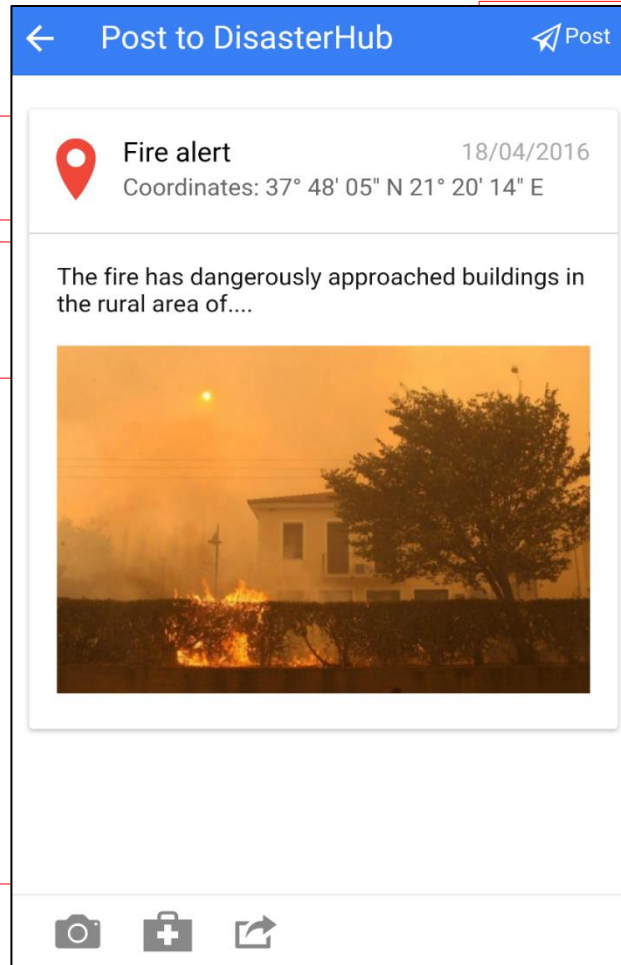 Post to DisasterHub Post
Fire alert 18/04/2016
Coordinates: 37° 48' 05" N 21° 20' 14" E
The fire has dangerously approached buildings in
the rural area of....